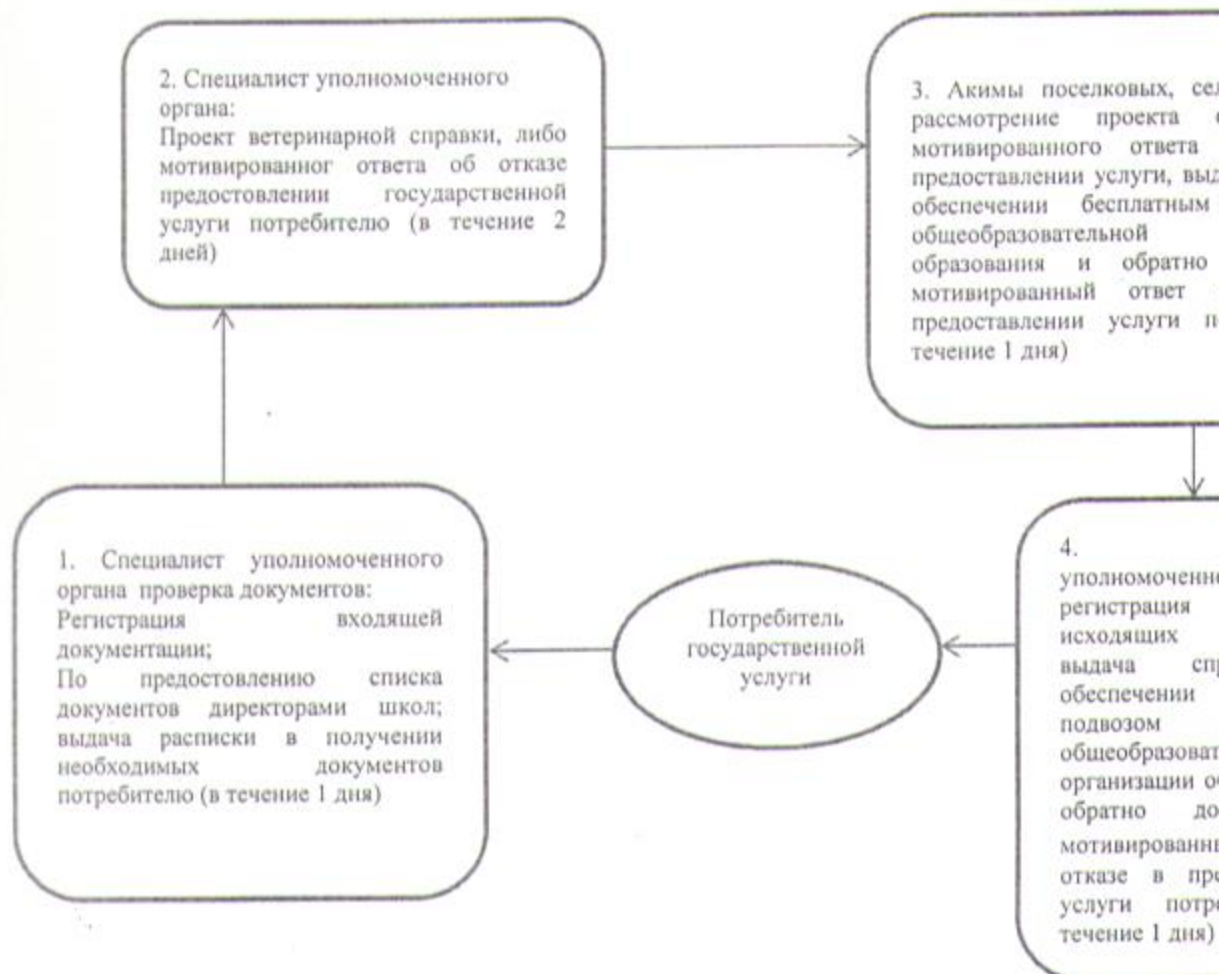 2. Специалист уполномоченного
органа:
Проект ветеринарной справки, либо
мотивированног ответа об отказе
предостовлении государственной
услуги потребителю (в течение 2
дней)
3. Акимы поселковых,
рассмотрение проекта
мотивированного ответа
предоставлении услуги,
обеспечении бесплатным
общеобразовательной
образования и обратно
мотивированный ответ
предоставлении услуги
течение 1 дня)
1. Специалист уполномоченного
органа проверка документов:
Регистрация входящей
документации;
По предостовлению списка
документов директорами школ;
выдача расписки в получении
необходимых документов
потребителю (в течение 1 дня)
Потребитель
государственной
услуги
4.
регистрация
исходящих
выдача
обеспечении
подвозом
организации
обратно
отказе в
услуги
течение 1 дня)